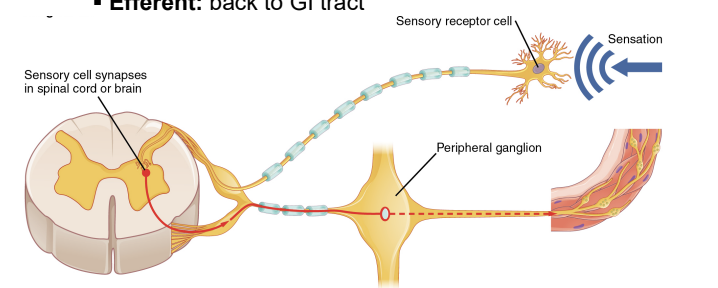 ▪ Efferent: back to GI tract
Sensory receptor cell
Sensation
Sensory cell synapses
in spinal cord or brain
Peripheral ganglion